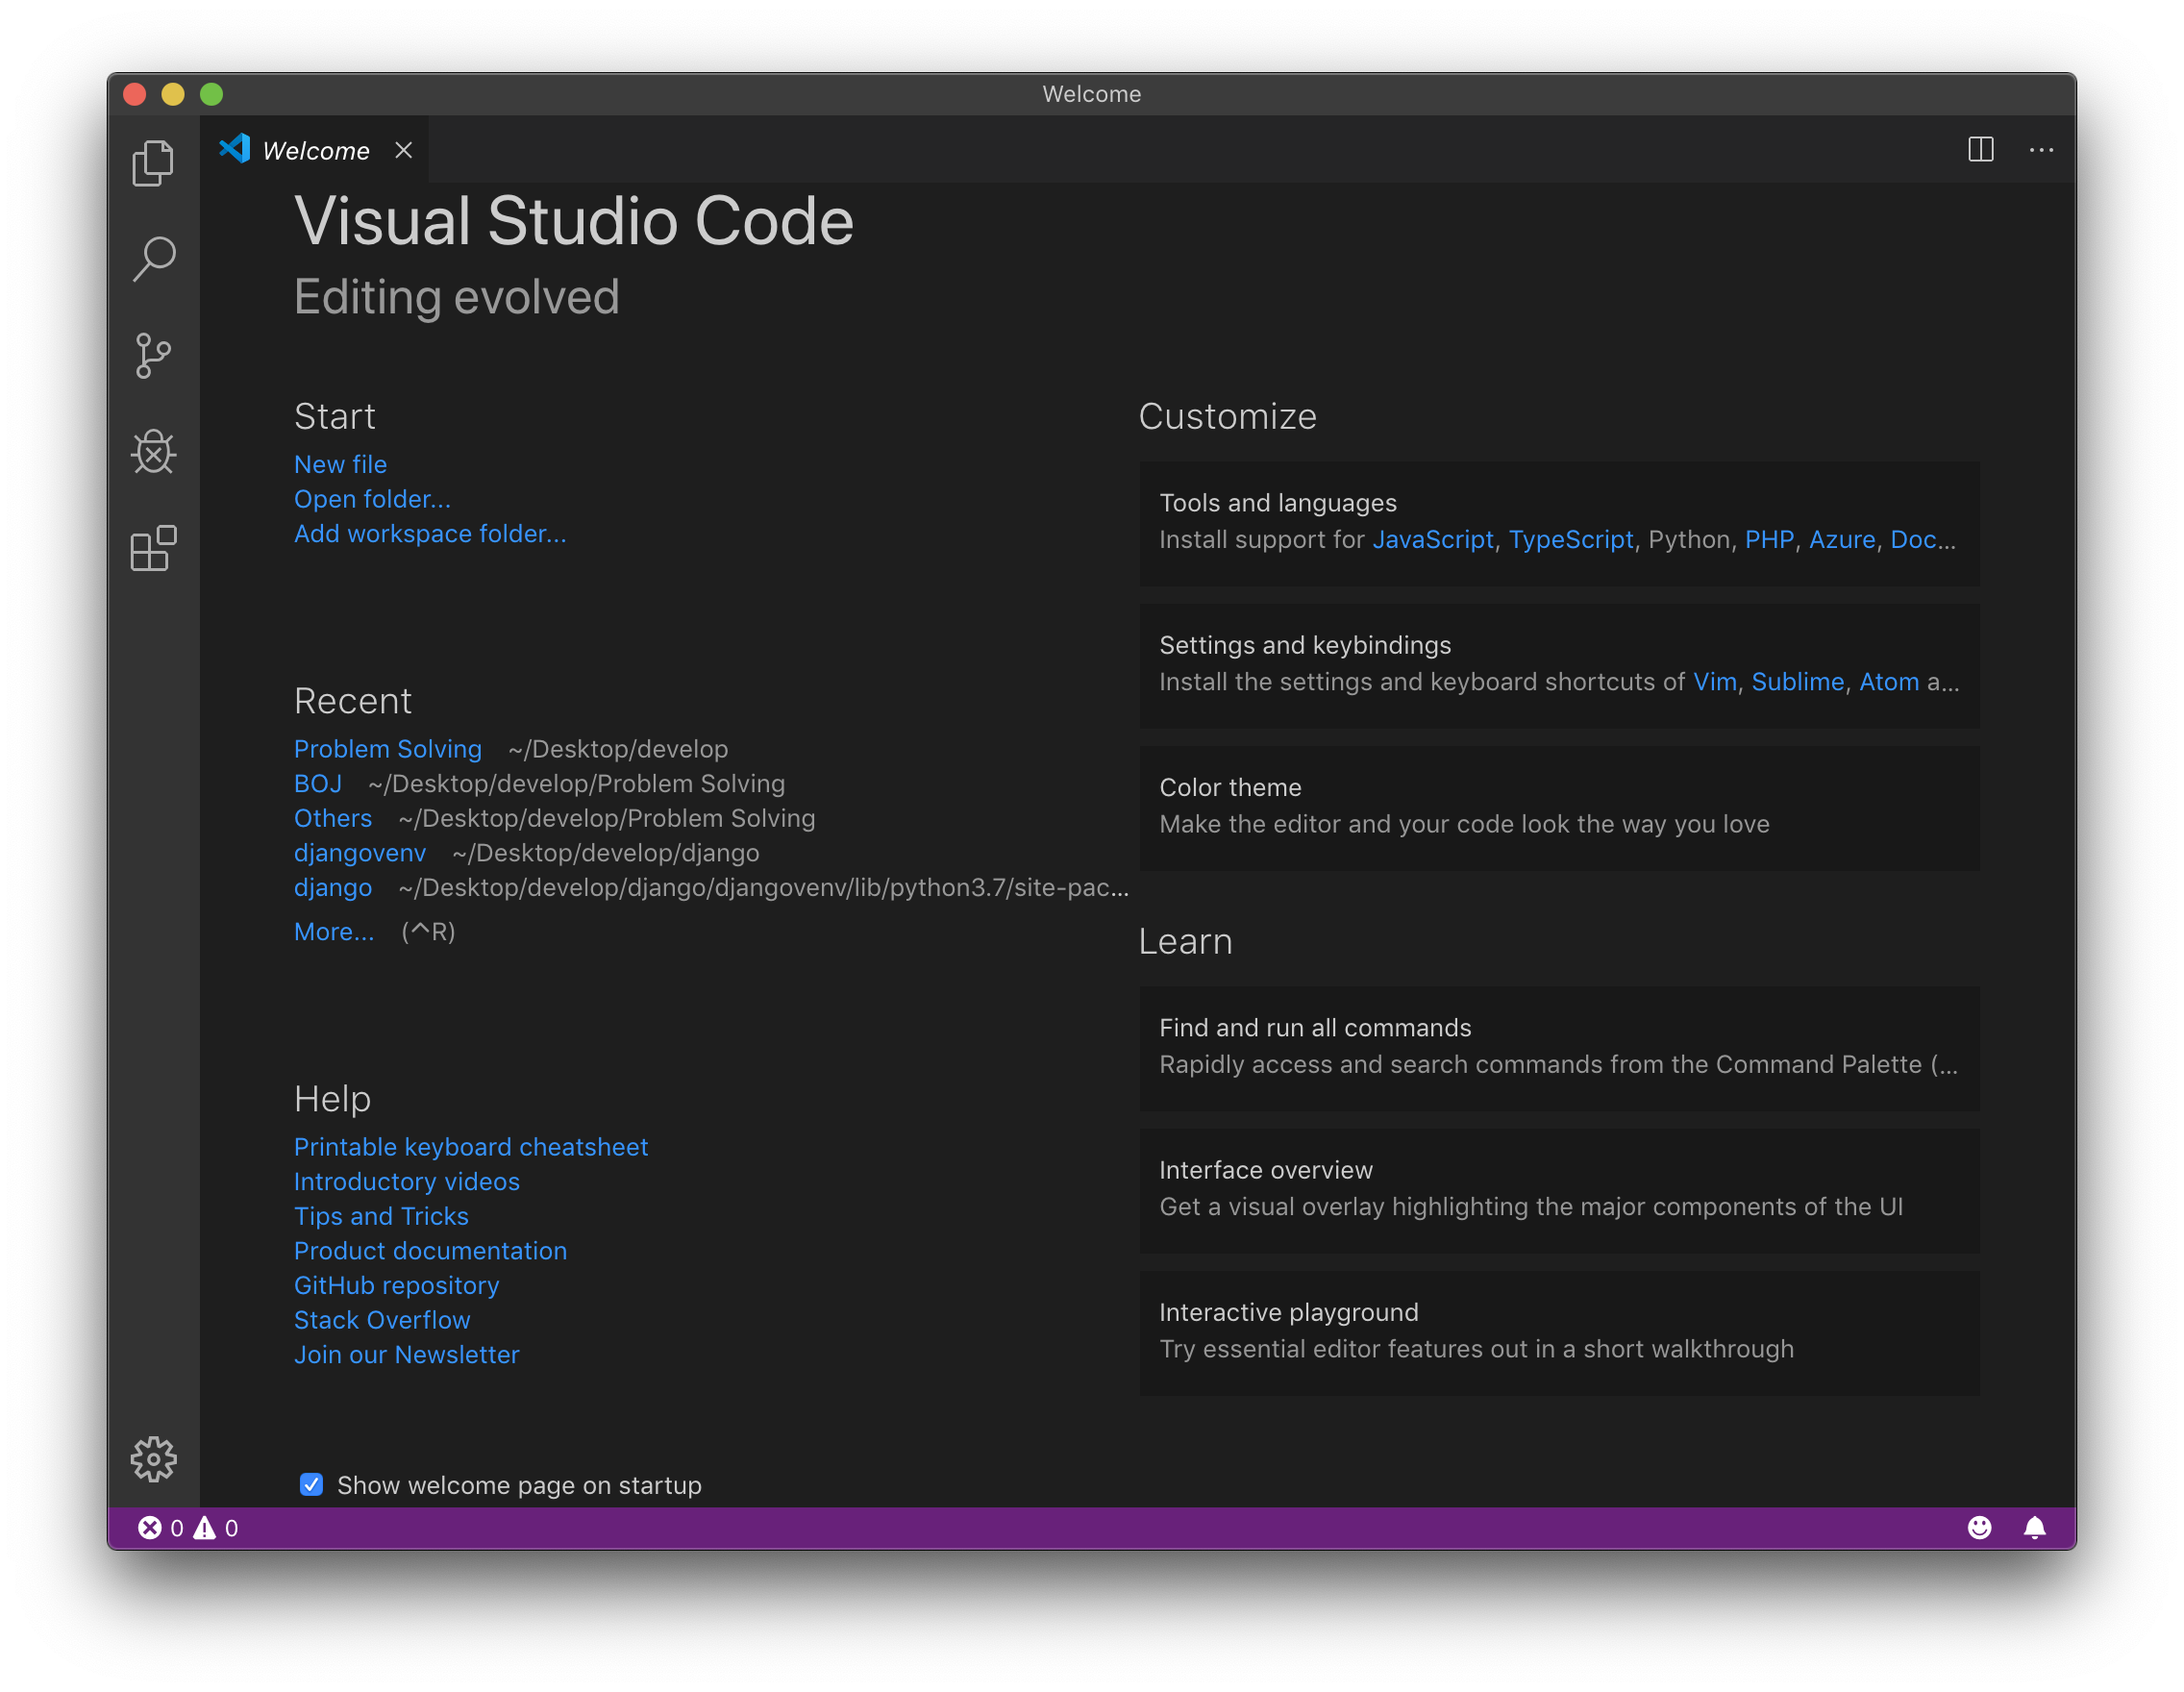 Welcome
Welcome
Visual Studio Code
Editing evolved
Start
New file
Open folder...
Add workspace folder...
Recent
Problem Solving ~/Desktop/develop
BOJ ~/Desktop/develop/Problem Solving
Others ~/Desktop/develop/Problem Solving
djangovenv ~/Desktop/develop/django
django ~/Desktop/develop/django/djangovenv/lib/python3.7/site-pac...
More... (^R)
Help
Printable keyboard cheatsheet
Introductory videos
Tips and Tricks
Product documentation
GitHub repository
Stack Overflow
Join our Newsletter
Show welcome page on startup
Customize
Tools and languages
Install support for JavaScript, TypeScript, Python, PHP, Azure, Doc...
Settings and keybindings
Install the settings and keyboard shortcuts of Vim, Sublime, Atom a...
Color theme
Make the editor and your code look the way you love
Learn
Find and run all commands
Rapidly access and search commands from the Command Palette (...
Interface overview
Get a visual overlay highlighting the major components of the UI
Interactive playground
Try essential editor features out in a short walkthrough
0 0